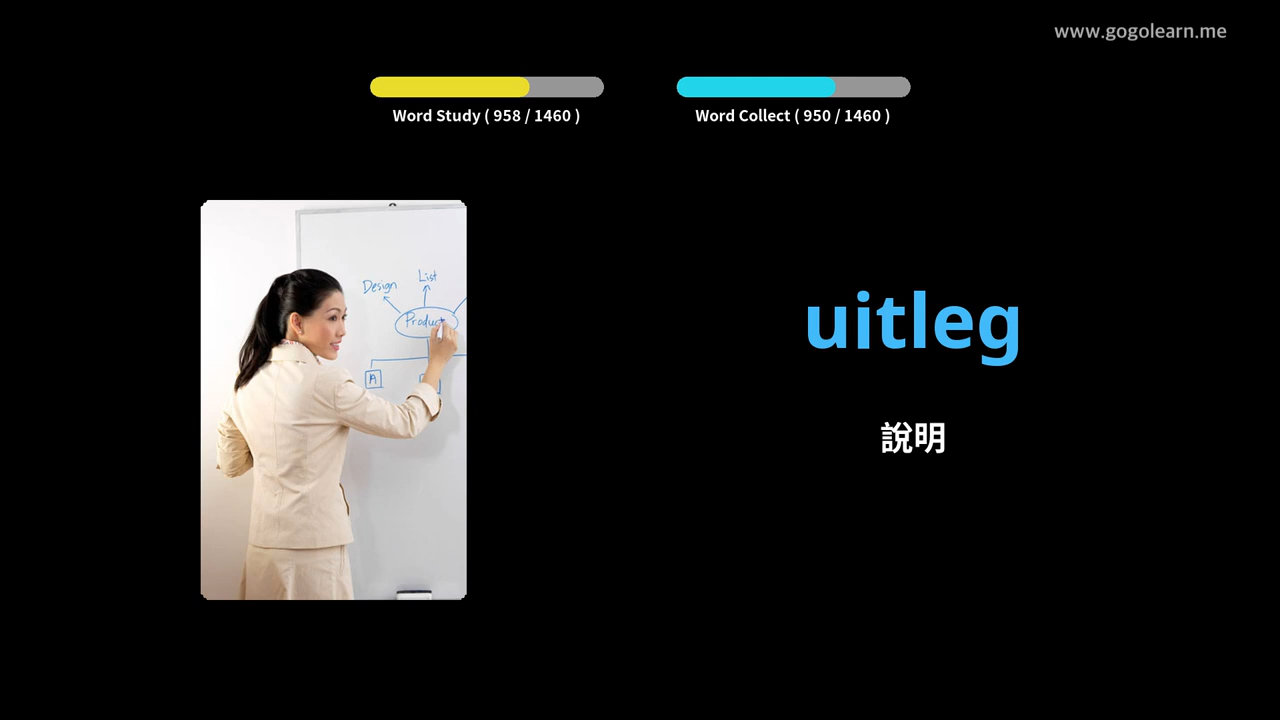 www.gogolearn.me
Word Study ( 958 / 1460 )
Word Collect ( 950 / 1460 )
List
Design
Product
A
uitleg
說明